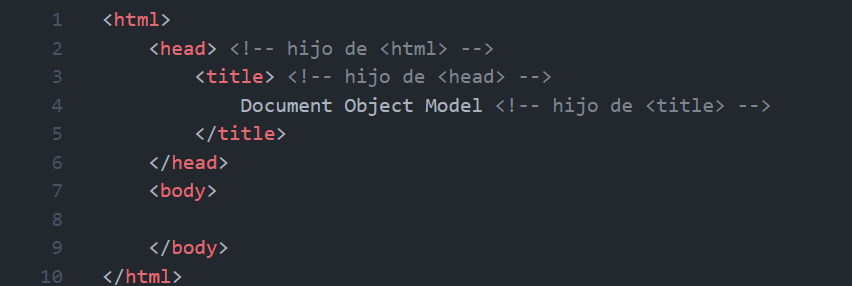 1 <html>
2 <head> <!-- hijo de <html> -->
3 <title> <!-- hijo de <head> -->
4 Document Object Model <!-- hijo de <title> -->
5 </title>
6 </head>
7 <body>
8
9 </body>
10 </html>